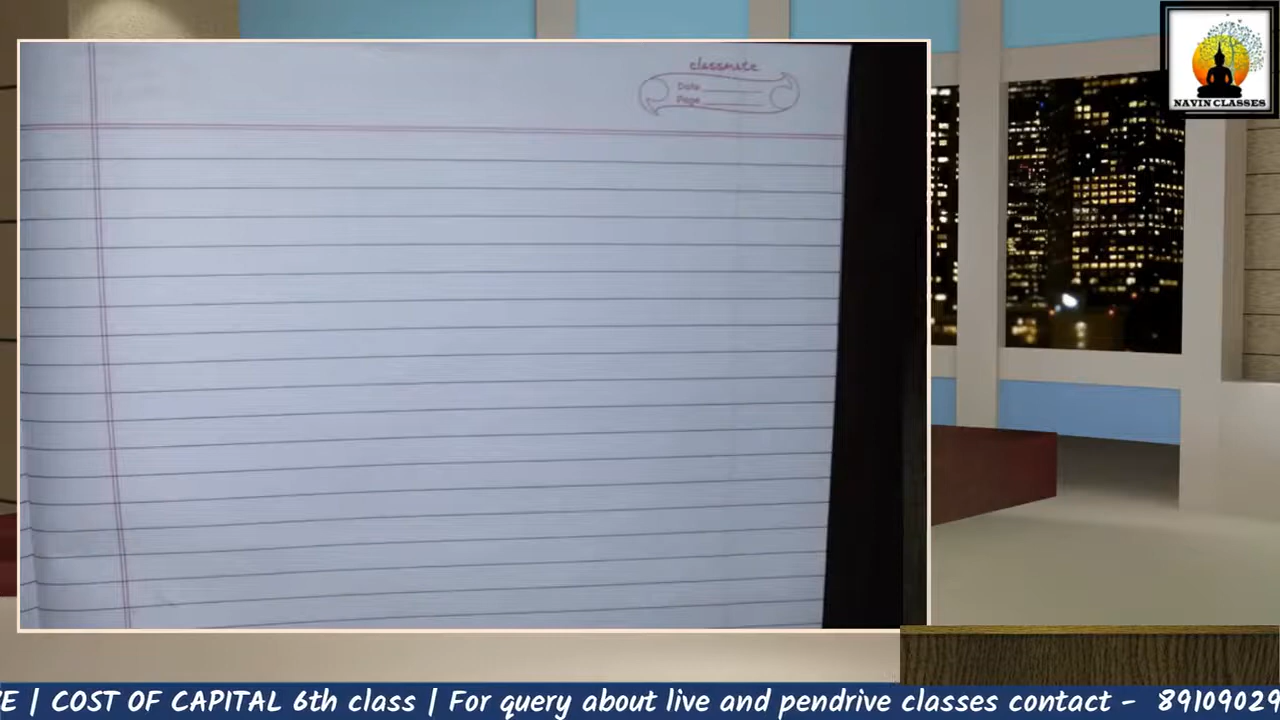 classmate
Date
Page
NAVIN CLASSES
E | COST OF CAPITAL 6th class | For query about live and pendrive classes contact - 89109029